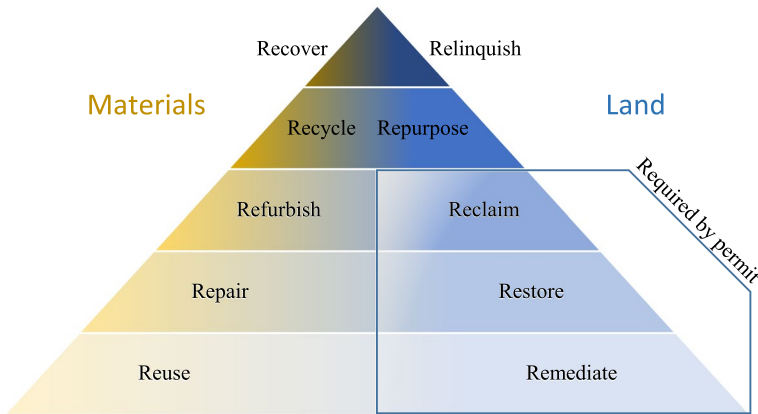 Recover
Relinquish
Materials
Land
Recycle
Repurpose
Required by permit
Refurbish
Reclaim
Repair
Restore
Reuse
Remediate